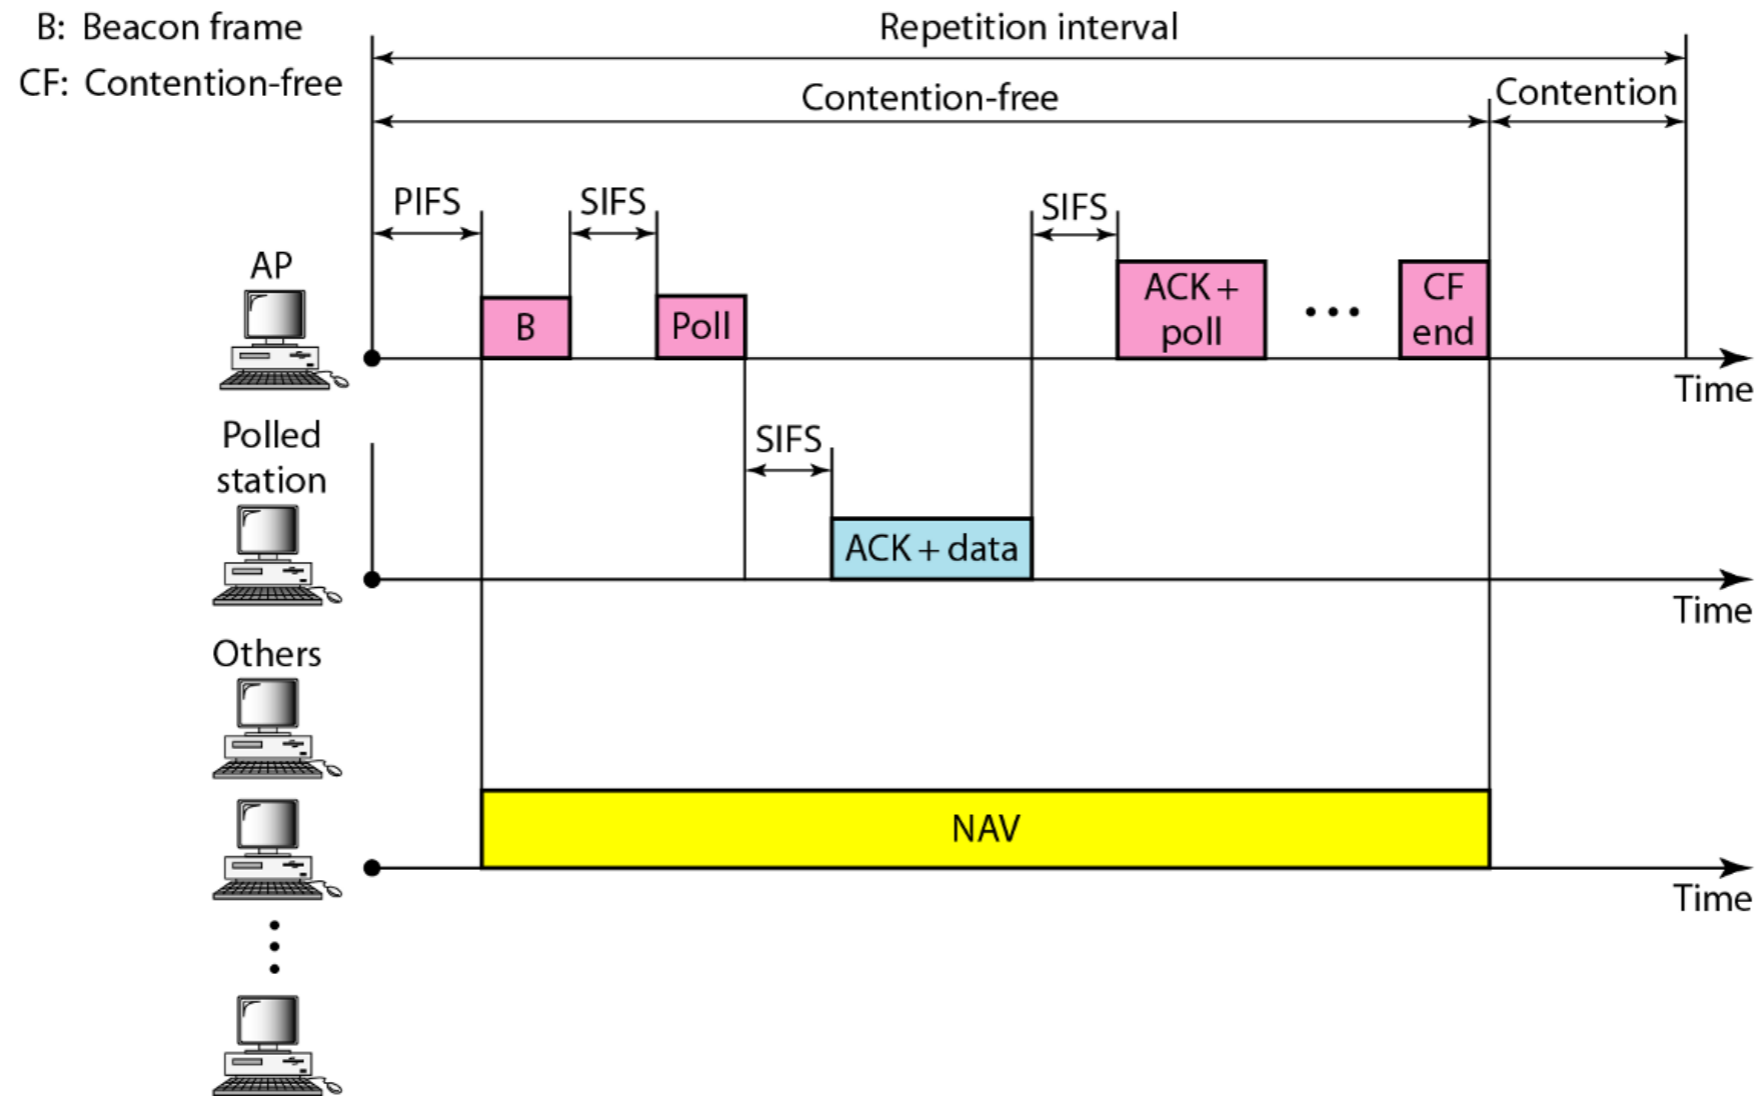 B: Beacon frame
Repetition interval
CF: Contention-free
Contention-free
Contention
PIFS
SIFS
SIFS
AP
B
Poll
ACK +
poll
CF
end
Time
Polled
station
SIFS
ACK + data
Time
Others
NAV
Time